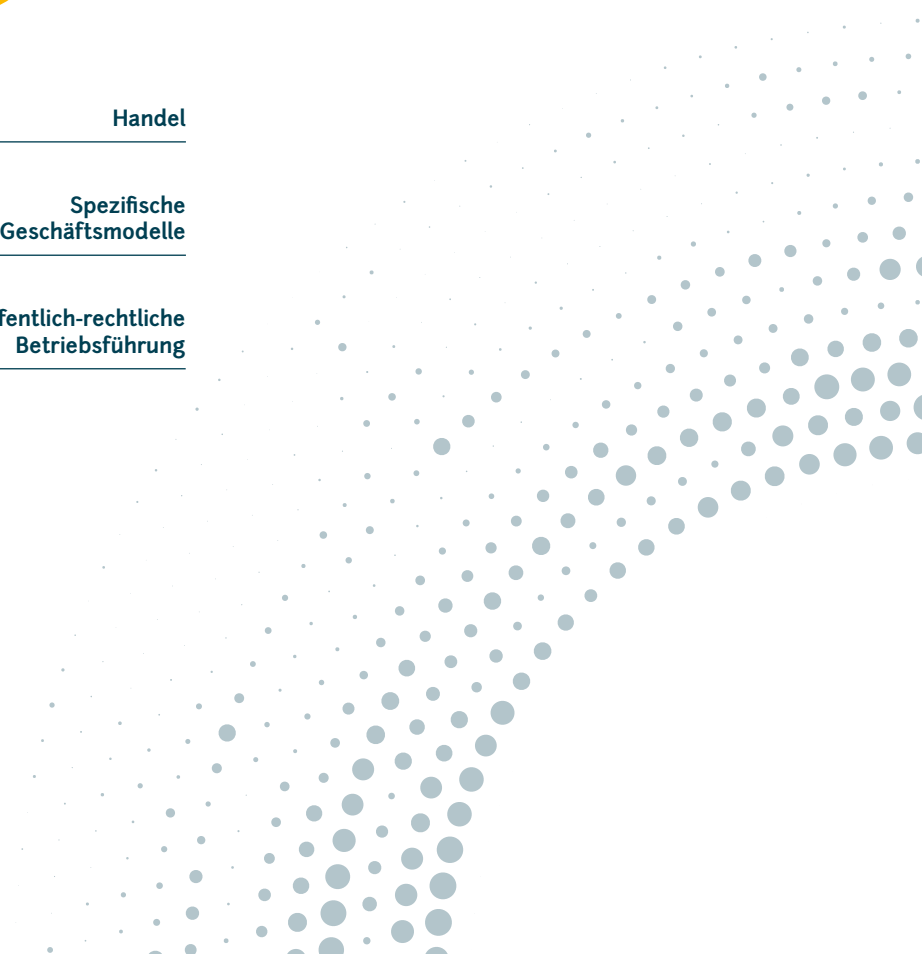 Handel
Spezifische
Geschäftsmodelle
fentlich-rechtliche
Betriebsführung